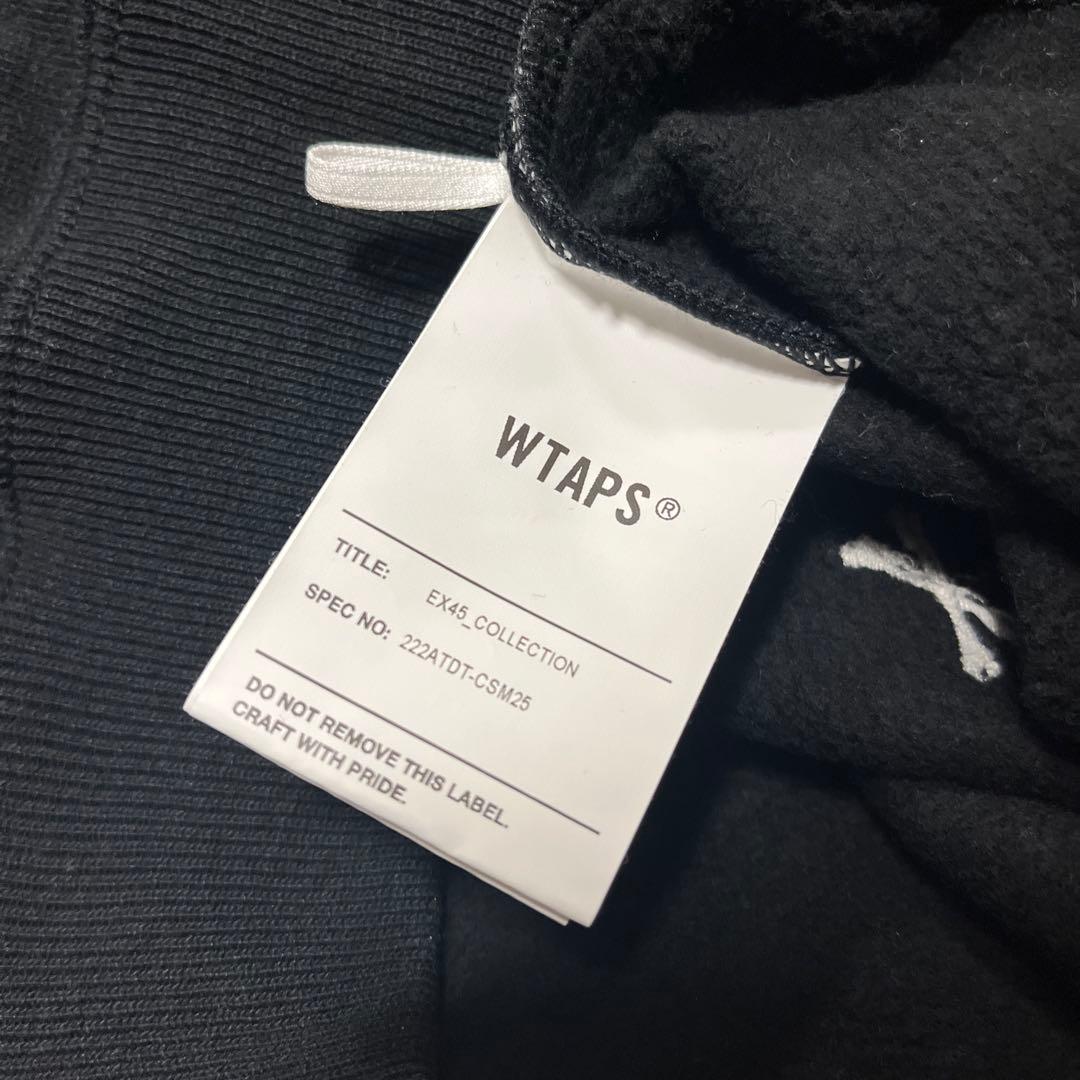 WTAPS®
TITLE: EX45_COLLECTION
SPEC NO: 222ATDT-CSM25
DO NOT REMOVE THIS LABEL.
CRAFT WITH PRIDE.